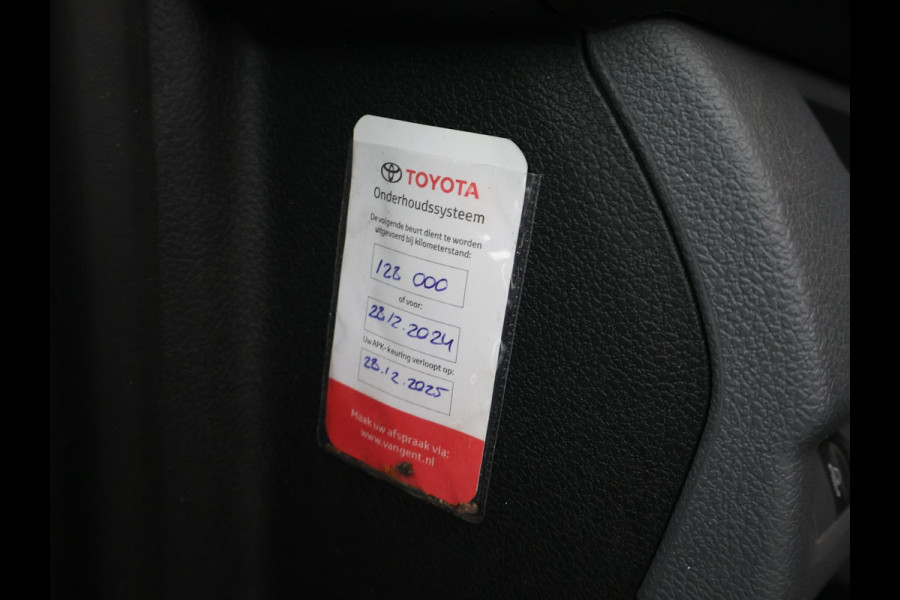 TOYOTA
Onderhoudssysteem
De volgende beurt dient te worden
uitgevoerd bij kilometerstand:
128 000
of voor:
28.12.2024
Uw APK-keuring verloopt op:
28.12.2025
Maak uw afspraak via:
www.vangent.nl